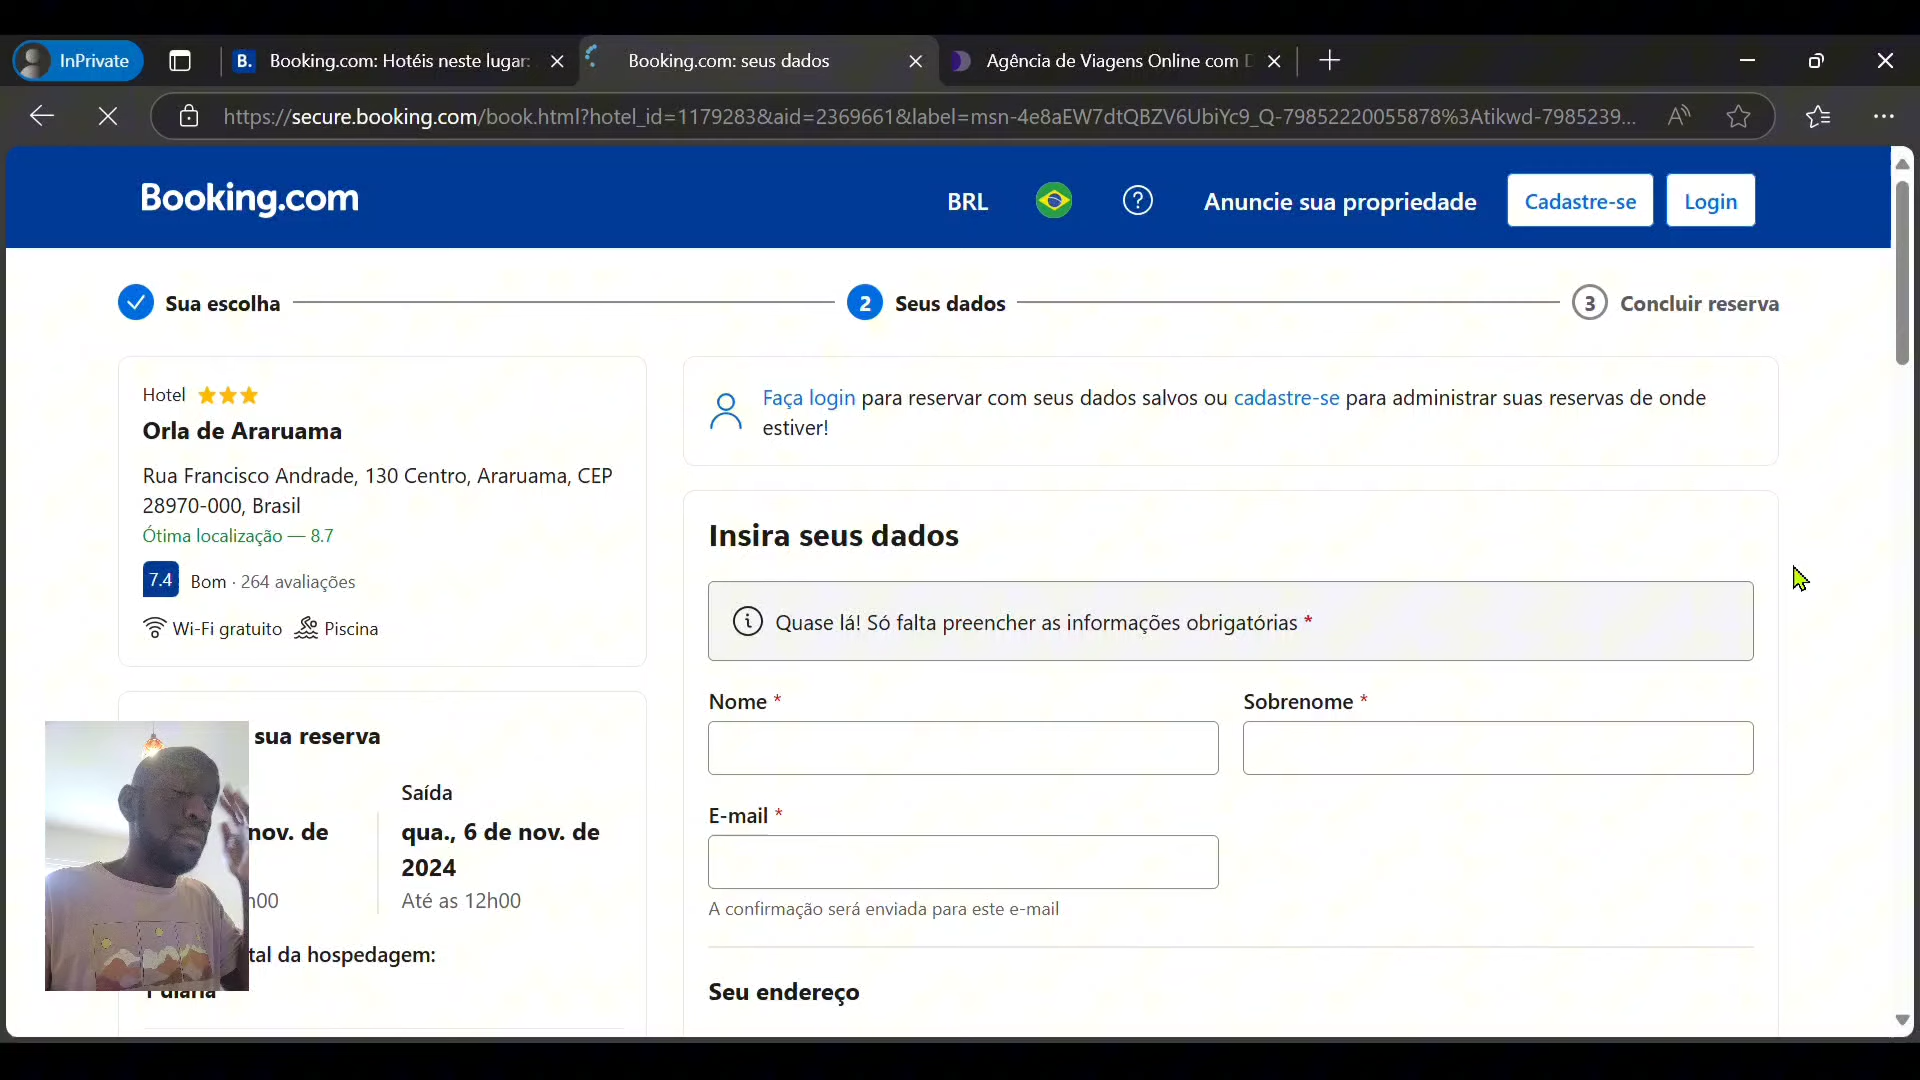 InPrivate
Booking.com: Hotéis neste lugar:
Booking.com: seus dados
Agência de Viagens Online com
https://secure.booking.com/book.html?hotel_id=1179283&aid=2369661&label=msn-4e8aEW7dtQBZV6UbiYc9_Q-79852220055878%3Atikwd-7985239...
Booking.com
BRL
Anuncie sua propriedade
Cadastre-se
Login
Sua escolha
2 Seus dados
3 Concluir reserva
Hotel
Orla de Araruama
Rua Francisco Andrade, 130 Centro, Araruama, CEP
28970-000, Brasil
Ótima localização — 8.7
7.4 Bom · 264 avaliações
Wi-Fi gratuito Piscina
sua reserva
Saída
nov. de
qua., 6 de nov. de
2024
h00
Até as 12h00
tal da hospedagem:
1 diária
Faça login para reservar com seus dados salvos ou cadastre-se para administrar suas reservas de onde
estiver!
Insira seus dados
Quase lá! Só falta preencher as informações obrigatórias *
Nome *
Sobrenome *
E-mail *
A confirmação será enviada para este e-mail
Seu endereço